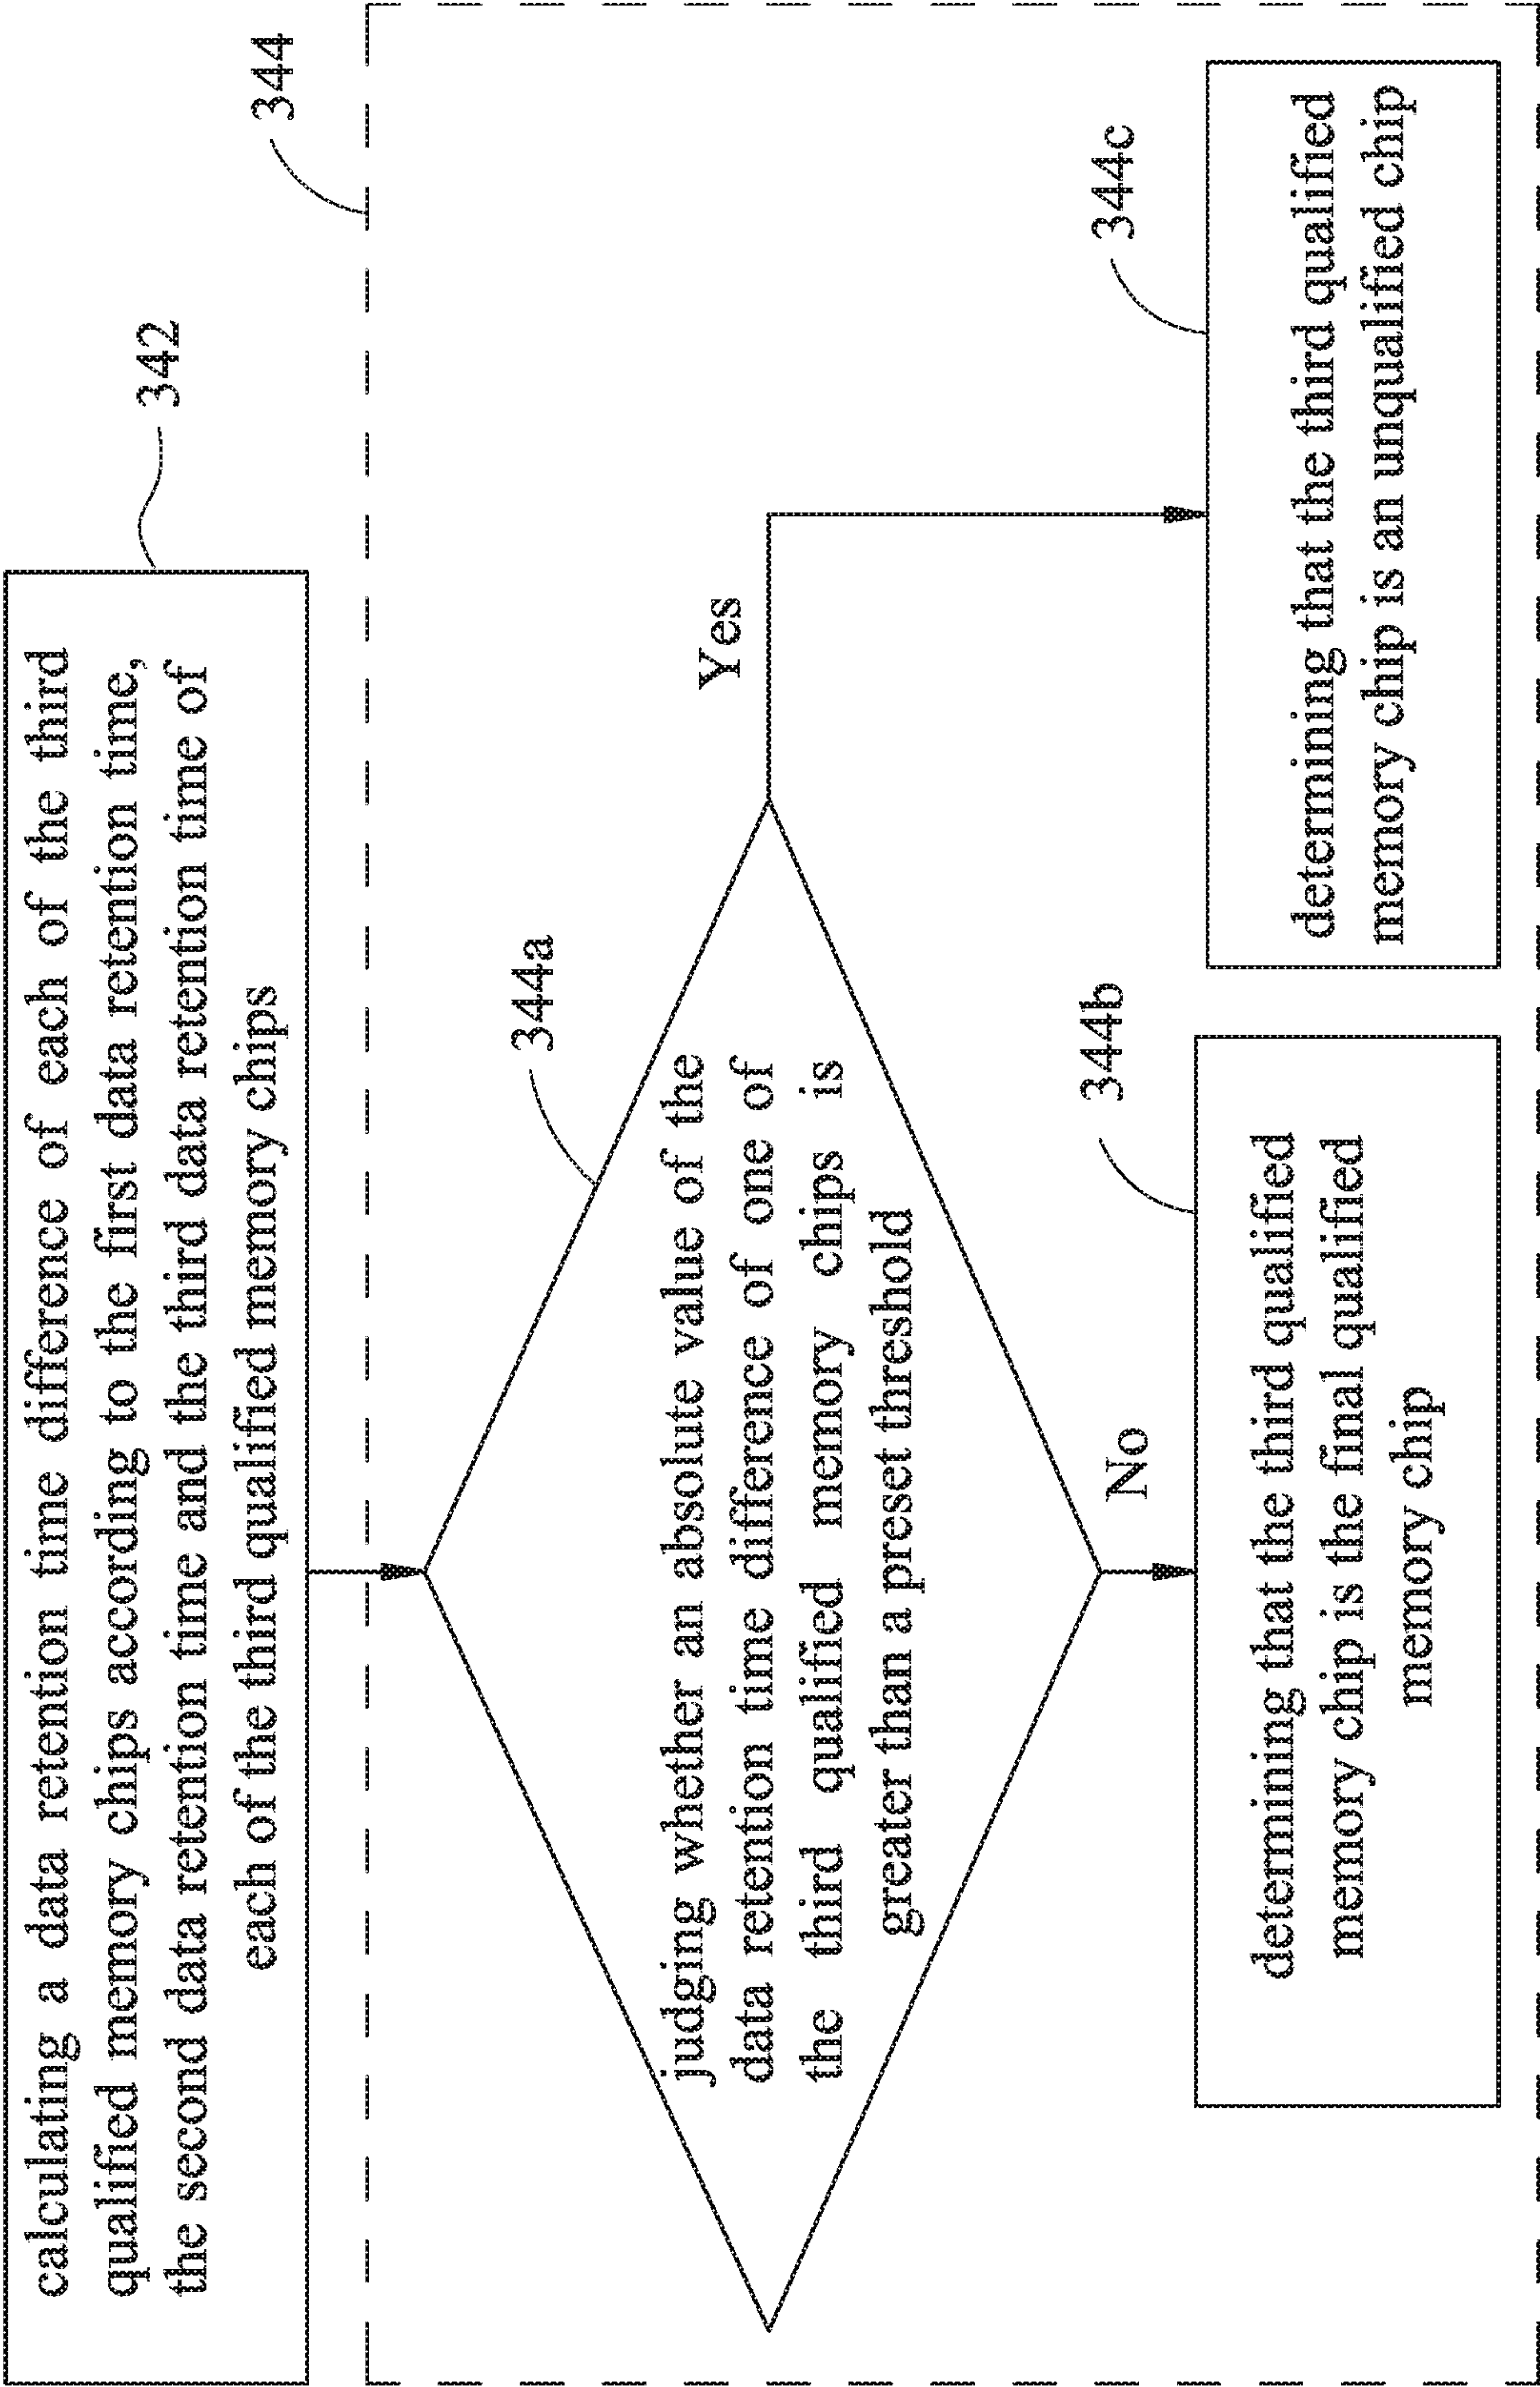 calculating a data retention time difference of each of the third
qualified memory chips according to the first data retention time,
the second data retention time and the third data retention time of
each of the third qualified memory chips
342
344
344a
judging whether an absolute value of the
data retention time difference of one of
the third qualified memory chips is
greater than a preset threshold
Yes
No
344b
determining that the third qualified
memory chip is the final qualified
memory chip
344c
determining that the third qualified
memory chip is an unqualified chip